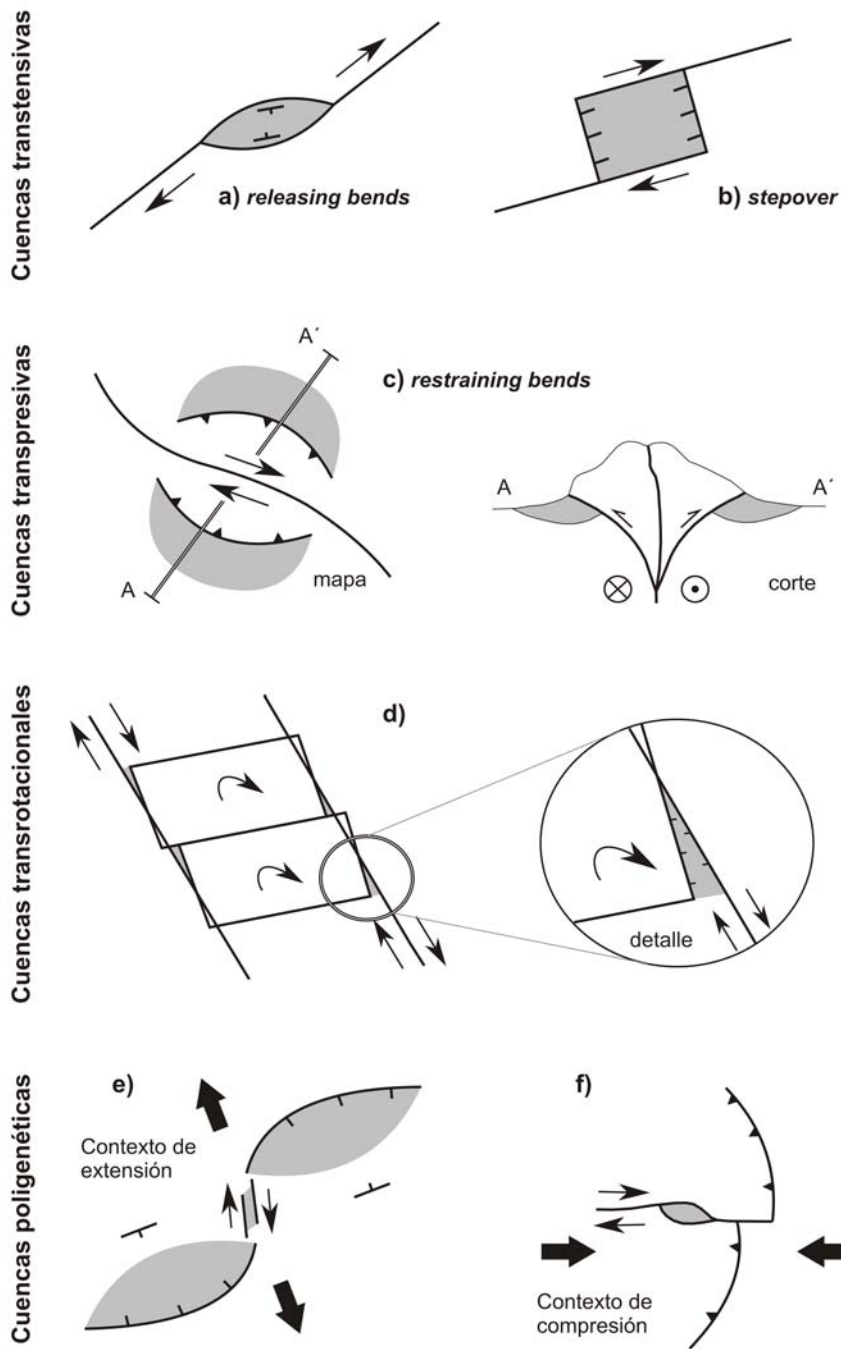 Cuencas transtensivas
a) releasing bends
b) stepover
Cuencas transpresivas
A´
c) restraining bends
A
mapa
A
A´
corte
Cuencas transrotacionales
d)
detalle
Cuencas poligenéticas
e)
Contexto de
extensión
f)
Contexto de
compresión